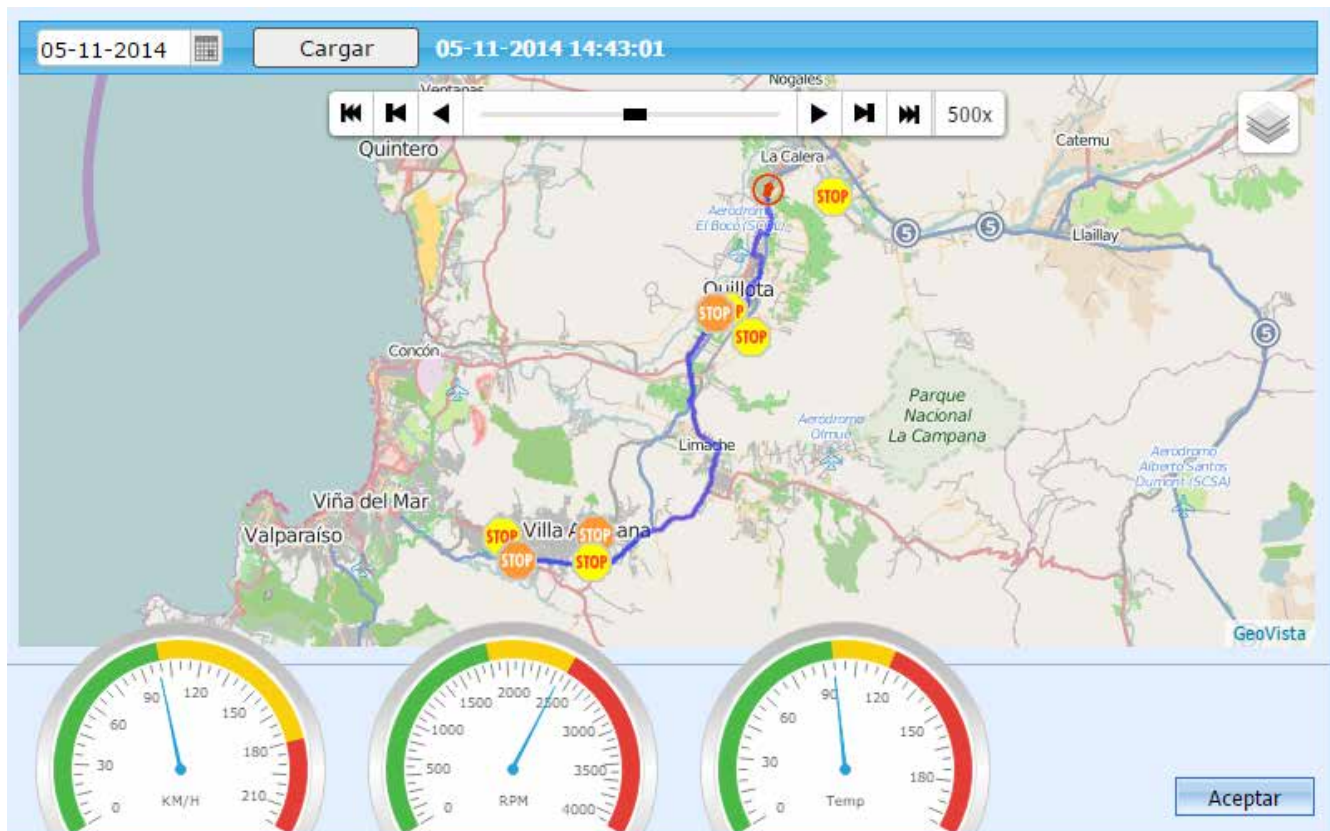 05-11-2014
Cargar
05-11-2014 14:43:01
Ventanas
Nogales
500x
Quintero
La Calera
Catemu
STOP
Aerodromo
El Boco
5
5
Llaillay
Quillota
STOP
STOP
5
Concón
Parque
Nacional
La Campana
Aerodromo
Olmué
Limache
Aerodromo
Alberto Santos
Dumont (SCSA)
Viña del Mar
Valparaíso
STOP
Villa A
STOP
ana
STOP
STOP
GeoVista
0
30
60
90
120
150
180
210
KM/H
0
500
1000
1500
2000
2500
3000
3500
4000
RPM
0
30
60
90
120
150
180
Temp
Aceptar